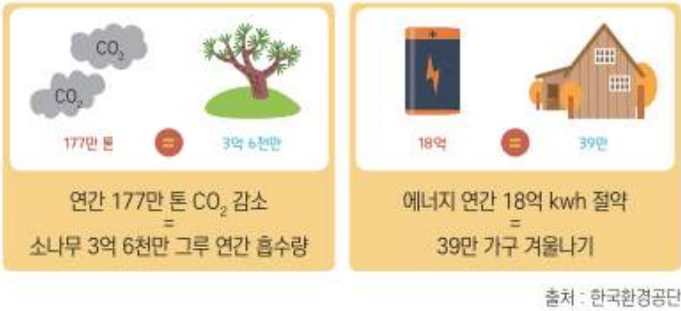 CO₂
CO₂
177만 톤 = 3억 6천만
연간 177만 톤 CO₂ 감소
=
소나무 3억 6천만 그루 연간 흡수량
+
18억 = 39만
에너지 연간 18억 kwh 절약
=
39만 가구 겨울나기
출처 : 한국환경공단